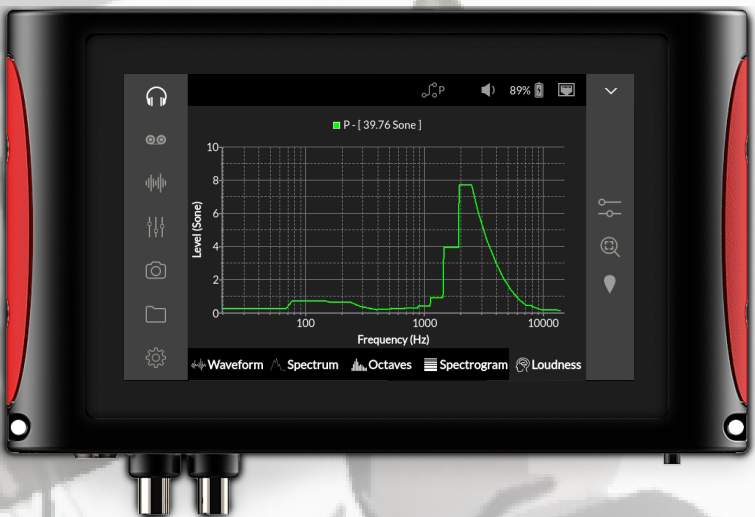 P
89%
P - [ 39.76 Sone ]
10
8
6
4
2
0
Level (Sone)
100
1000
10000
Frequency (Hz)
Waveform
Spectrum
Octaves
Spectrogram
Loudness